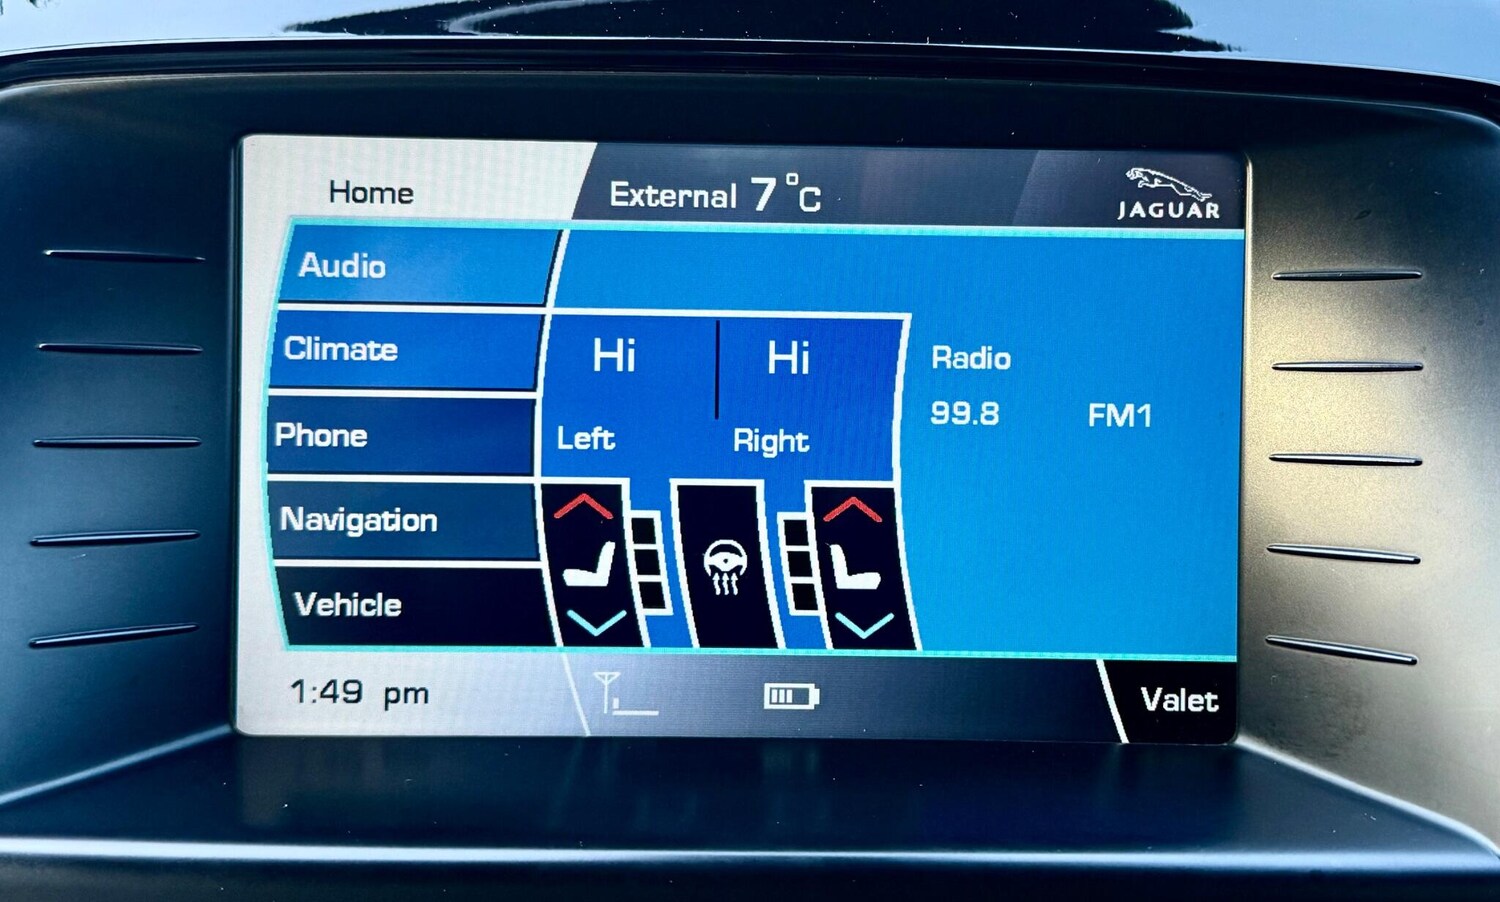 Home
External 7°C
JAGUAR
Audio
Climate
Phone
Navigation
Vehicle
Hi Hi
Left Right
Radio
99.8 FM1
1:49 pm
Valet